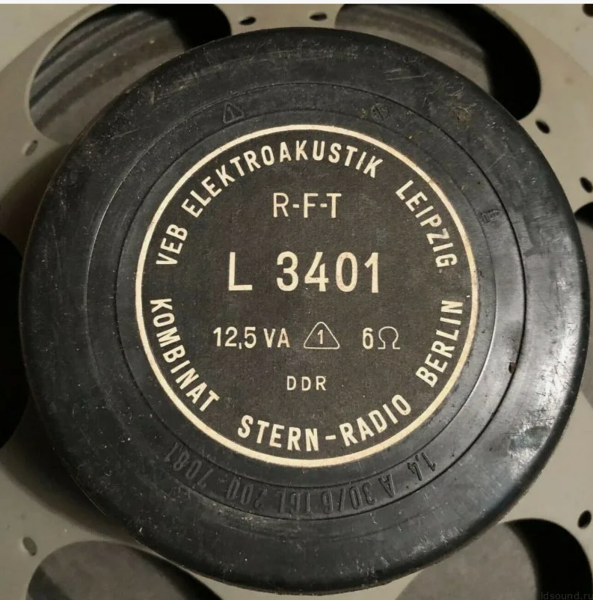 VEB ELEKTROAKUSTIK LEIPZIG
R-F-T
L 3401
12,5 VA 1 6Ω
DDR
KOMBINAT STERN-RADIO BERLIN